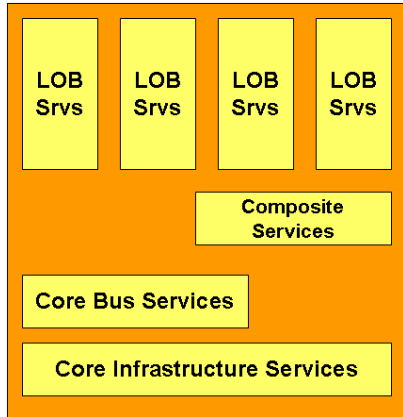 LOB
Srvs
LOB
Srvs
LOB
Srvs
LOB
Srvs
Composite
Services
Core Bus Services
Core Infrastructure Services